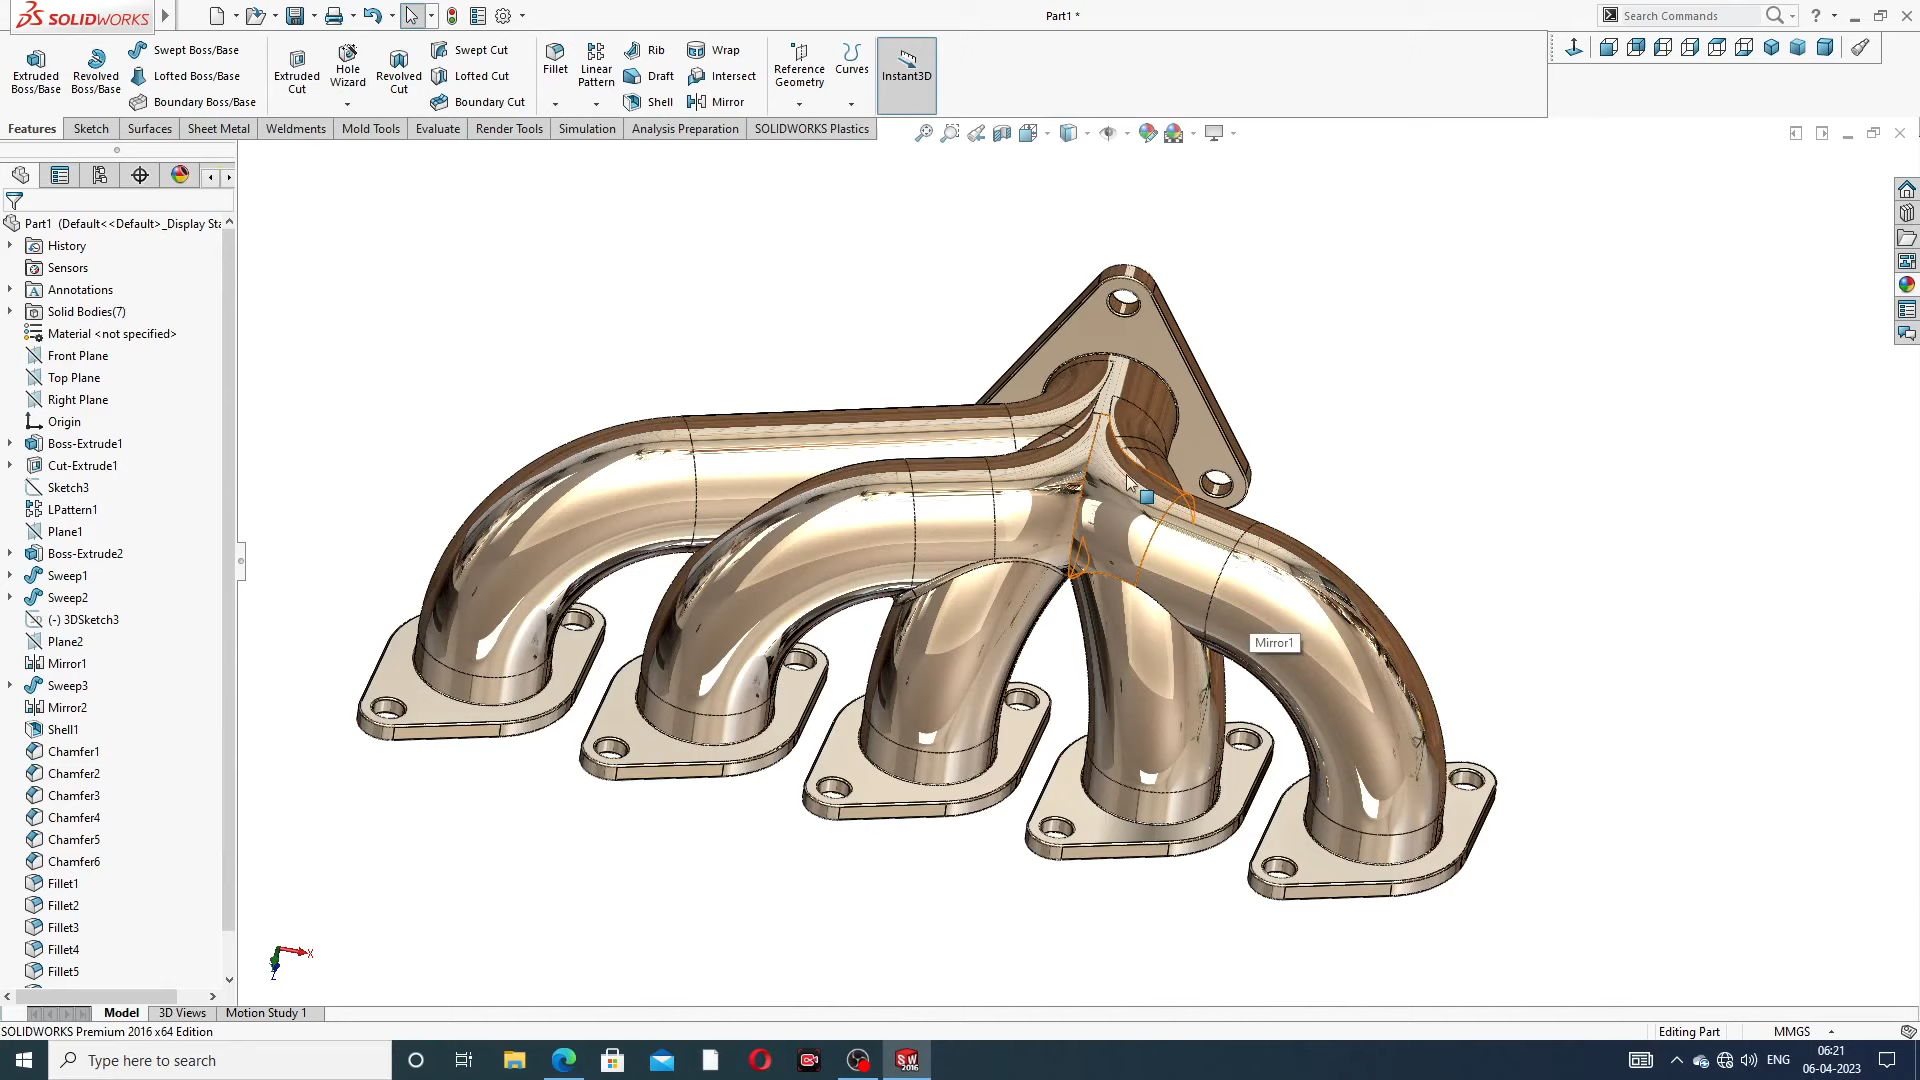 SOLIDWORKS
Part1 *
Search Commands
Extruded Boss/Base
Revolved Boss/Base
Swept Boss/Base
Lofted Boss/Base
Boundary Boss/Base
Extruded Cut
Hole Wizard
Revolved Cut
Swept Cut
Lofted Cut
Boundary Cut
Fillet
Linear Pattern
Rib
Draft
Shell
Wrap
Intersect
Mirror
Reference Geometry
Curves
Instant3D
Features
Sketch
Surfaces
Sheet Metal
Weldments
Mold Tools
Evaluate
Render Tools
Simulation
Analysis Preparation
SOLIDWORKS Plastics
Part1 (Default<<Default>_Display Sta
History
Sensors
Annotations
Solid Bodies(7)
Material <not specified>
Front Plane
Top Plane
Right Plane
Origin
Boss-Extrude1
Cut-Extrude1
Sketch3
LPattern1
Plane1
Boss-Extrude2
Sweep1
Sweep2
(-) 3DSketch3
Plane2
Mirror1
Sweep3
Mirror2
Shell1
Chamfer1
Chamfer2
Chamfer3
Chamfer4
Chamfer5
Chamfer6
Fillet1
Fillet2
Fillet3
Fillet4
Fillet5
Mirror1
X
Z
Model
3D Views
Motion Study 1
SOLIDWORKS Premium 2016 x64 Edition
Editing Part
MMGS
Type here to search
SW
2016
ENG
06:21
06-04-2023